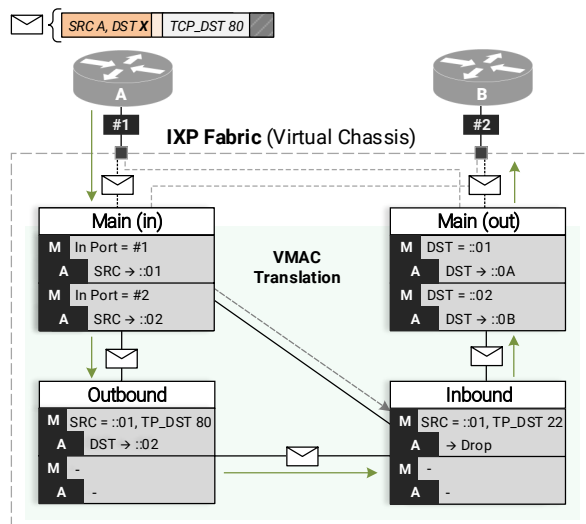 SRC A, DST X TCP_DST 80
A
B
#1
#2
IXP Fabric (Virtual Chassis)
Main (in)
M In Port = #1
A SRC → ::01
M In Port = #2
A SRC → ::02
VMAC
Translation
Main (out)
M DST = ::01
A DST → ::0A
M DST = ::02
A DST → ::0B
Outbound
M SRC = ::01, TP_DST 80
A DST → ::02
M -
A -
Inbound
M SRC = ::01, TP_DST 22
A → Drop
M -
A -